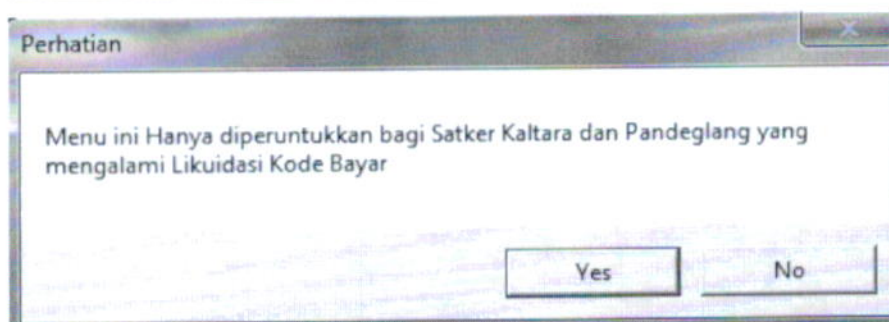 Perhatian
Menu ini Hanya diperuntukkan bagi Satker Kaltara dan Pandeglang yang
mengalami Likuidasi Kode Bayar
Yes
No